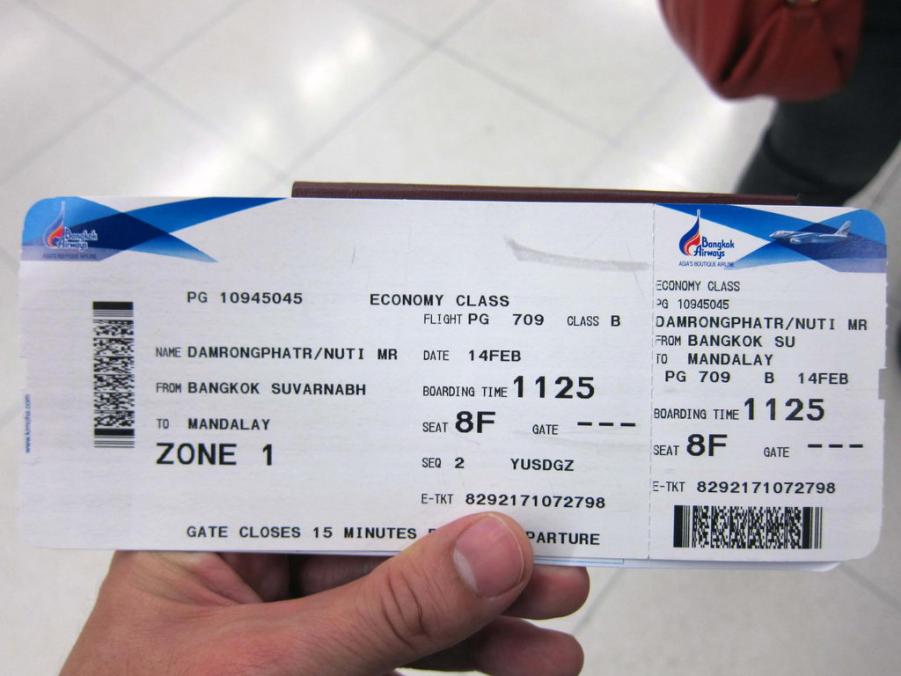 Bangkok
Airways
ASIA'S BOUTIQUE AIRLINE
PG 10945045 ECONOMY CLASS
FLIGHT PG 709 CLASS B
NAME DAMRONGPHATR/NUTI MR DATE 14FEB
FROM BANGKOK SUVARNABH BOARDING TIME 1125
TO MANDALAY SEAT 8F GATE ---
ZONE 1
SEQ 2 YUSDGZ
E-TKT 8292171072798
GATE CLOSES 15 MINUTES PARTURE
Bangkok
Airways
ASIA'S BOUTIQUE AIRLINE
ECONOMY CLASS
PG 10945045
DAMRONGPHATR/NUTI MR
FROM BANGKOK SU
TO MANDALAY
PG 709 B 14FEB
BOARDING TIME 1125
SEAT 8F GATE ---
E-TKT 8292171072798